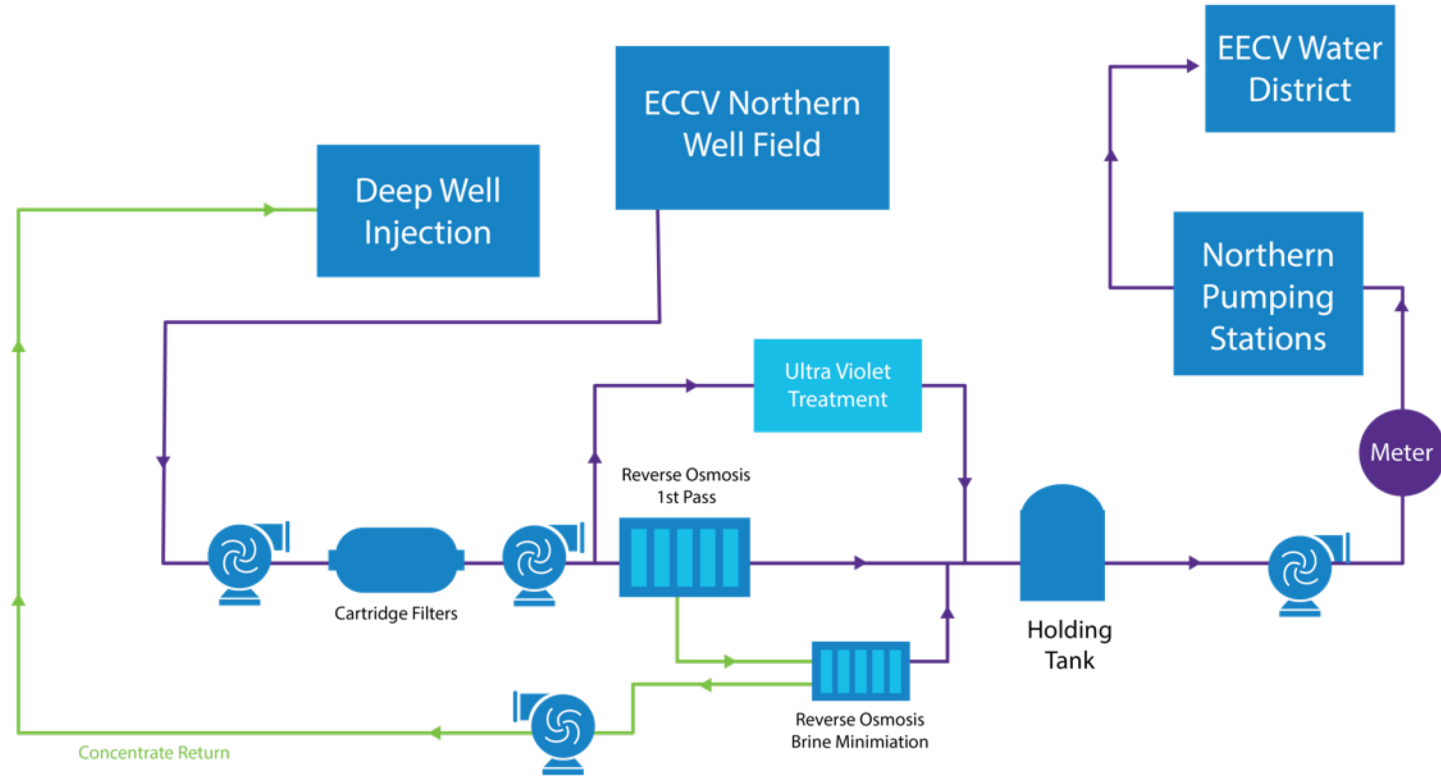 EECV Water
District
ECCV Northern
Well Field
Deep Well
Injection
Northern
Pumping
Stations
Ultra Violet
Treatment
Meter
Reverse Osmosis
1st Pass
Cartridge Filters
Holding
Tank
Reverse Osmosis
Brine Minimiation
Concentrate Return